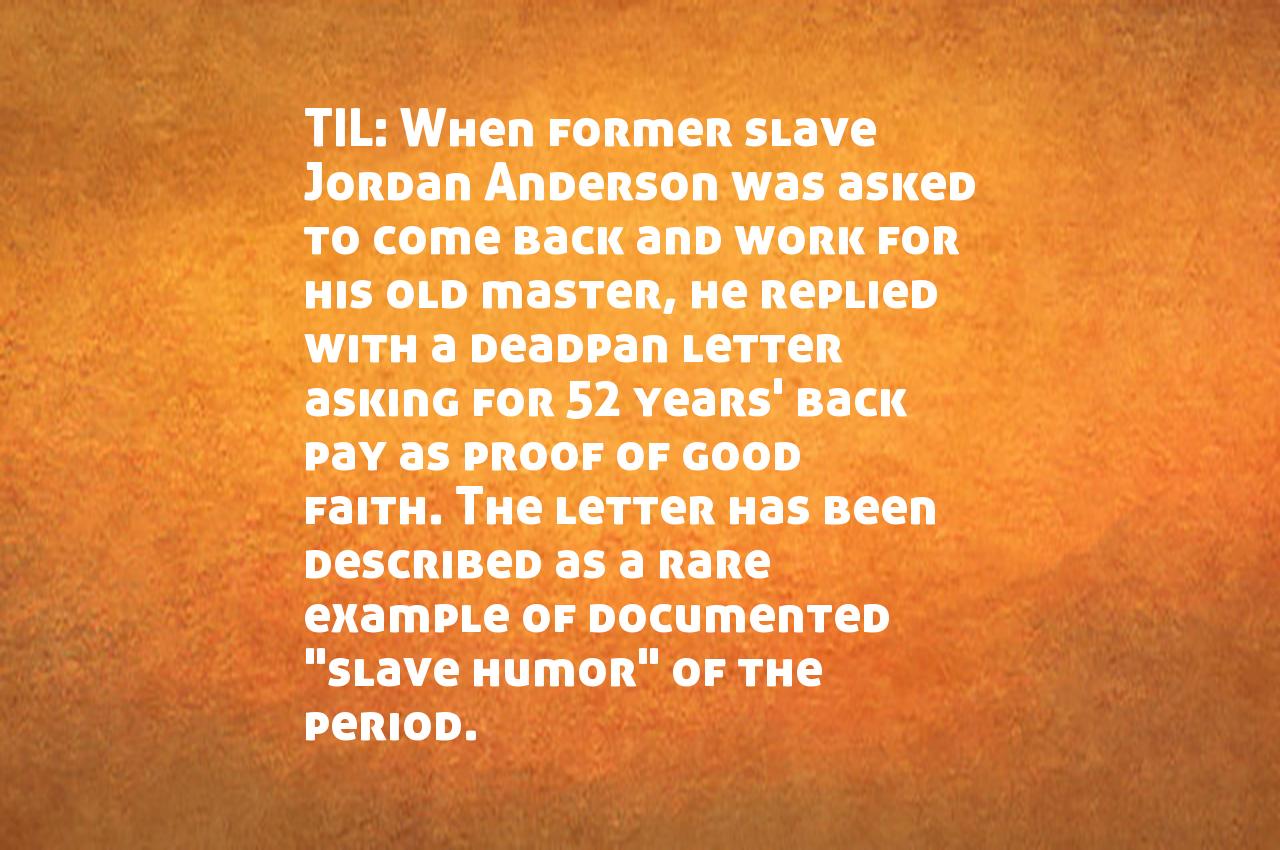 TIL: When former slave
Jordan Anderson was asked
to come back and work for
his old master, he replied
with a deadpan letter
asking for 52 years' back
pay as proof of good
faith. The letter has been
described as a rare
example of documented
"slave humor" of the
period.